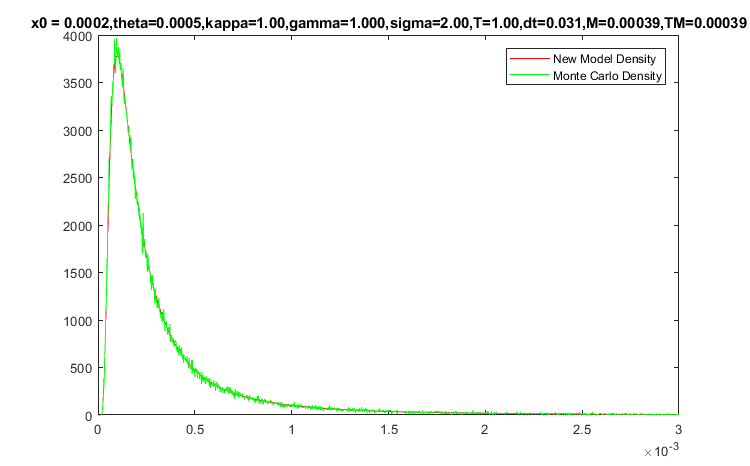 x0 = 0.0002,theta=0.0005,kappa=1.00,gamma=1.000,sigma=2.00,T=1.00,dt=0.031,M=0.00039,TM=0.00039
4000
3500
3000
2500
2000
1500
1000
500
0
New Model Density
Monte Carlo Density
0 0.5 1 1.5 2 2.5 3
×10⁻³